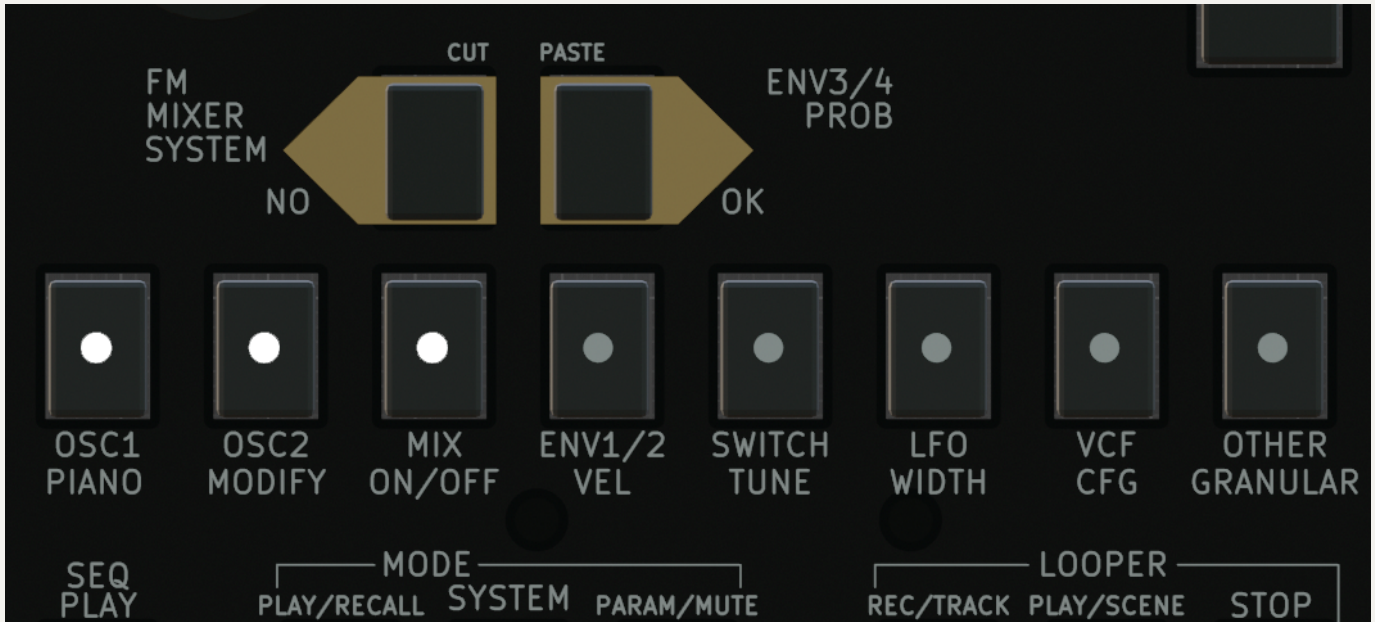 CUT PASTE
FM
MIXER
SYSTEM
NO
ENV3/4
PROB
OK
OSC1
PIANO
OSC2
MODIFY
MIX
ON/OFF
ENV1/2
VEL
SWITCH
TUNE
LFO
WIDTH
VCF
CFG
OTHER
GRANULAR
SEQ
PLAY
MODE
PLAY/RECALL SYSTEM PARAM/MUTE
LOOPER
REC/TRACK PLAY/SCENE STOP